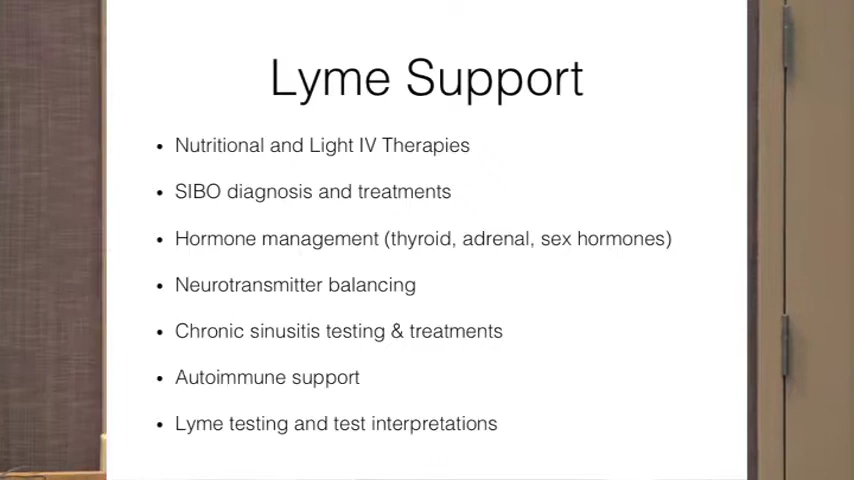 Lyme Support
• Nutritional and Light IV Therapies
• SIBO diagnosis and treatments
• Hormone management (thyroid, adrenal, sex hormones)
• Neurotransmitter balancing
• Chronic sinusitis testing & treatments
• Autoimmune support
• Lyme testing and test interpretations